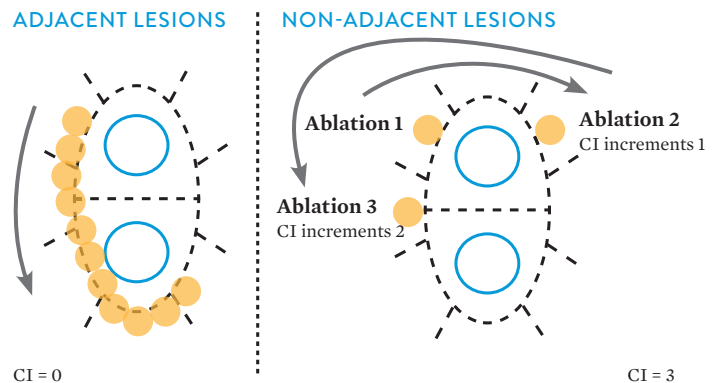 ADJACENT LESIONS
NON-ADJACENT LESIONS
Ablation 1
Ablation 2
CI increments 1
Ablation 3
CI increments 2
CI = 0
CI = 3